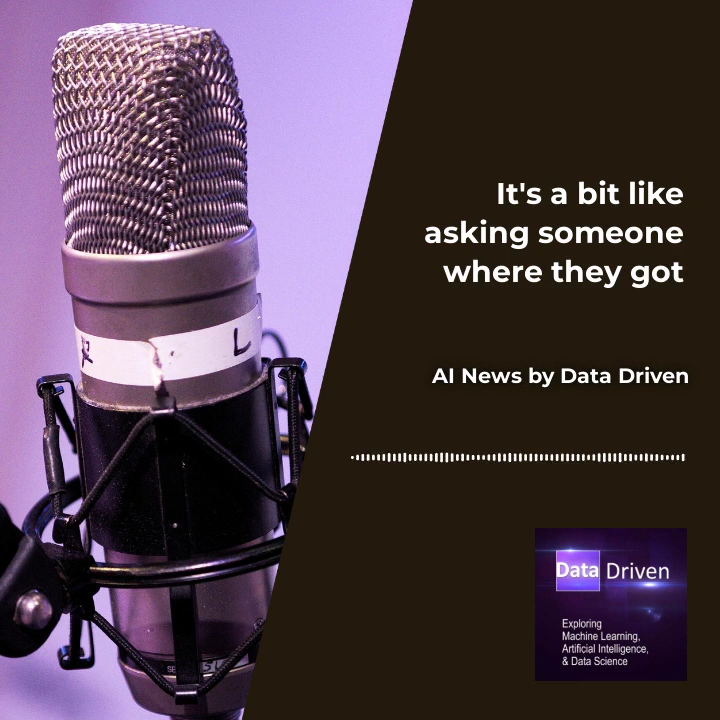 It's a bit like
asking someone
where they got
AI News by Data Driven
Data Driven
Exploring
Machine Learning,
Artificial Intelligence,
& Data Science
L